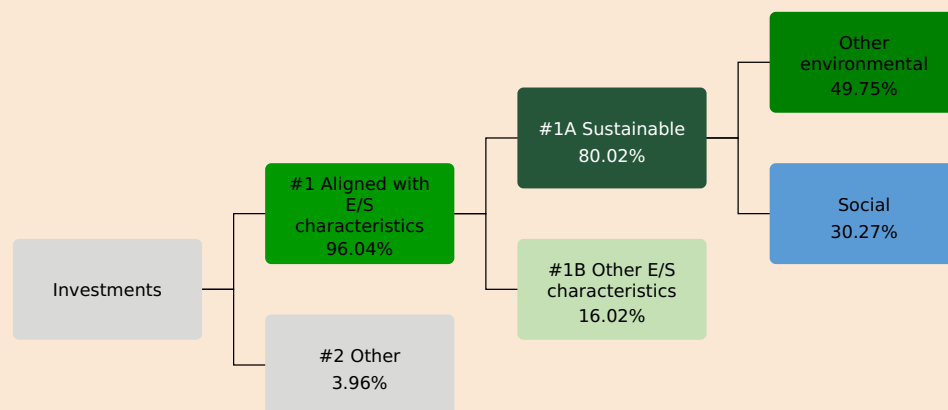 Investments
#1 Aligned with
E/S
characteristics
96.04%
#2 Other
3.96%
#1A Sustainable
80.02%
#1B Other E/S
characteristics
16.02%
Other
environmental
49.75%
Social
30.27%